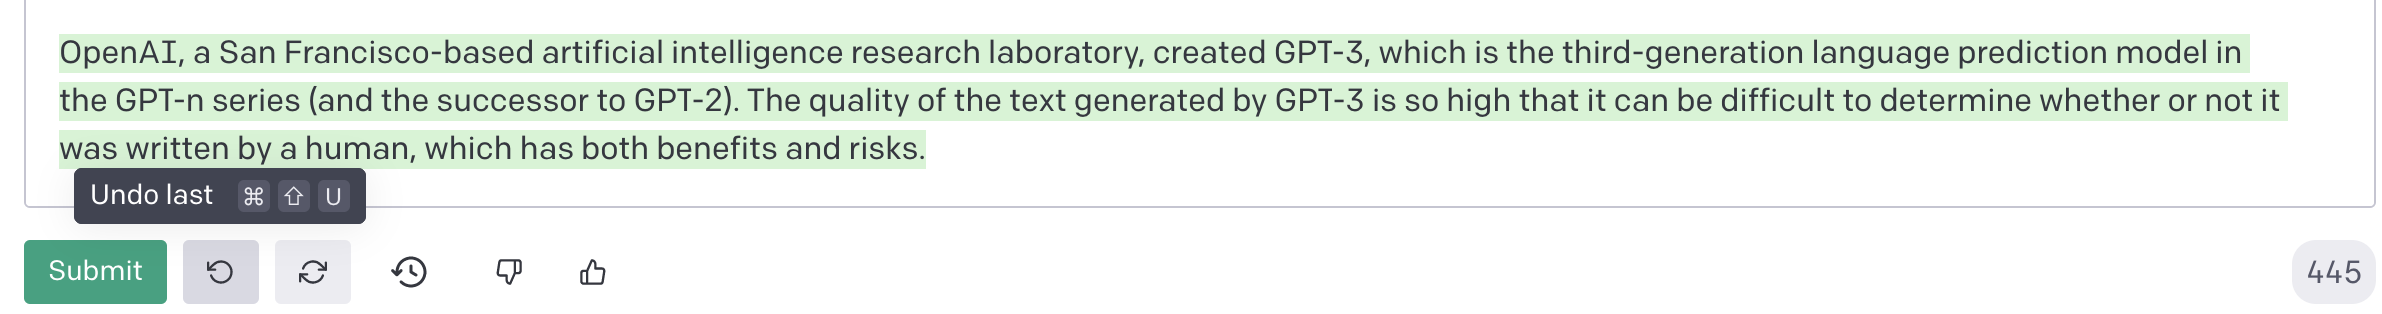 OpenAI, a San Francisco-based artificial intelligence research laboratory, created GPT-3, which is the third-generation language prediction model in
the GPT-n series (and the successor to GPT-2). The quality of the text generated by GPT-3 is so high that it can be difficult to determine whether or not it
was written by a human, which has both benefits and risks.
Undo last ⌘ ⇧ U
Submit
445